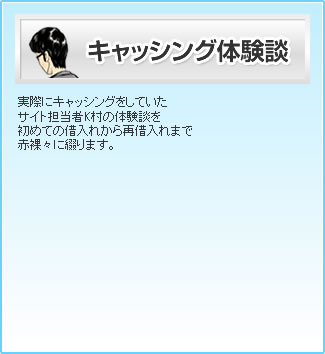 キャッシング体験談
実際にキャッシングをしていた
サイト担当者K村の体験談を
初めての借入れから再借入れまで
赤裸々に綴ります。